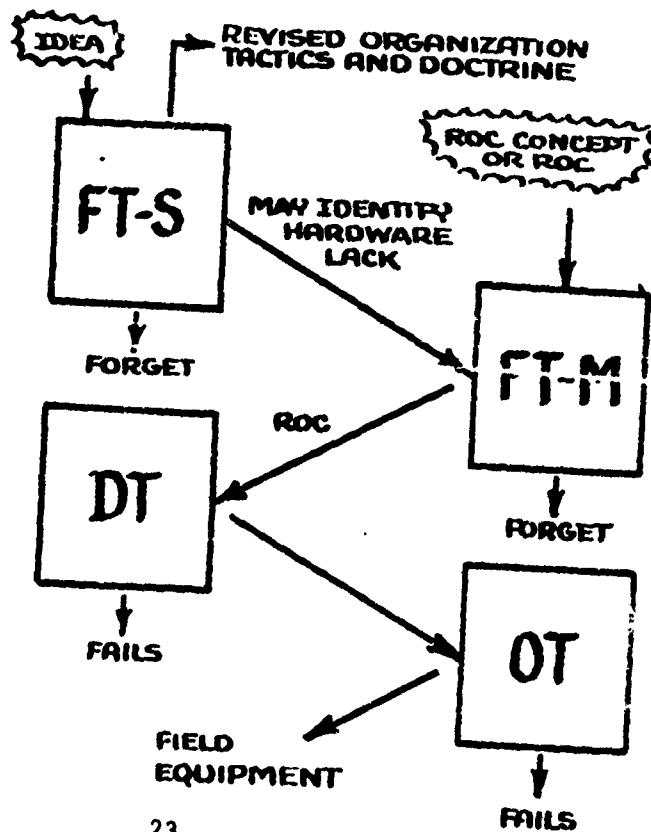 IDEA
REVISED ORGANIZATION
TACTICS AND DOCTRINE
ROC CONCEPT
OR ROC
FT-S
MAY IDENTIFY
HARDWARE
LACK
FORGET
FT-M
ROC
DT
FORGET
FAILS
OT
FIELD
EQUIPMENT
FAILS
23